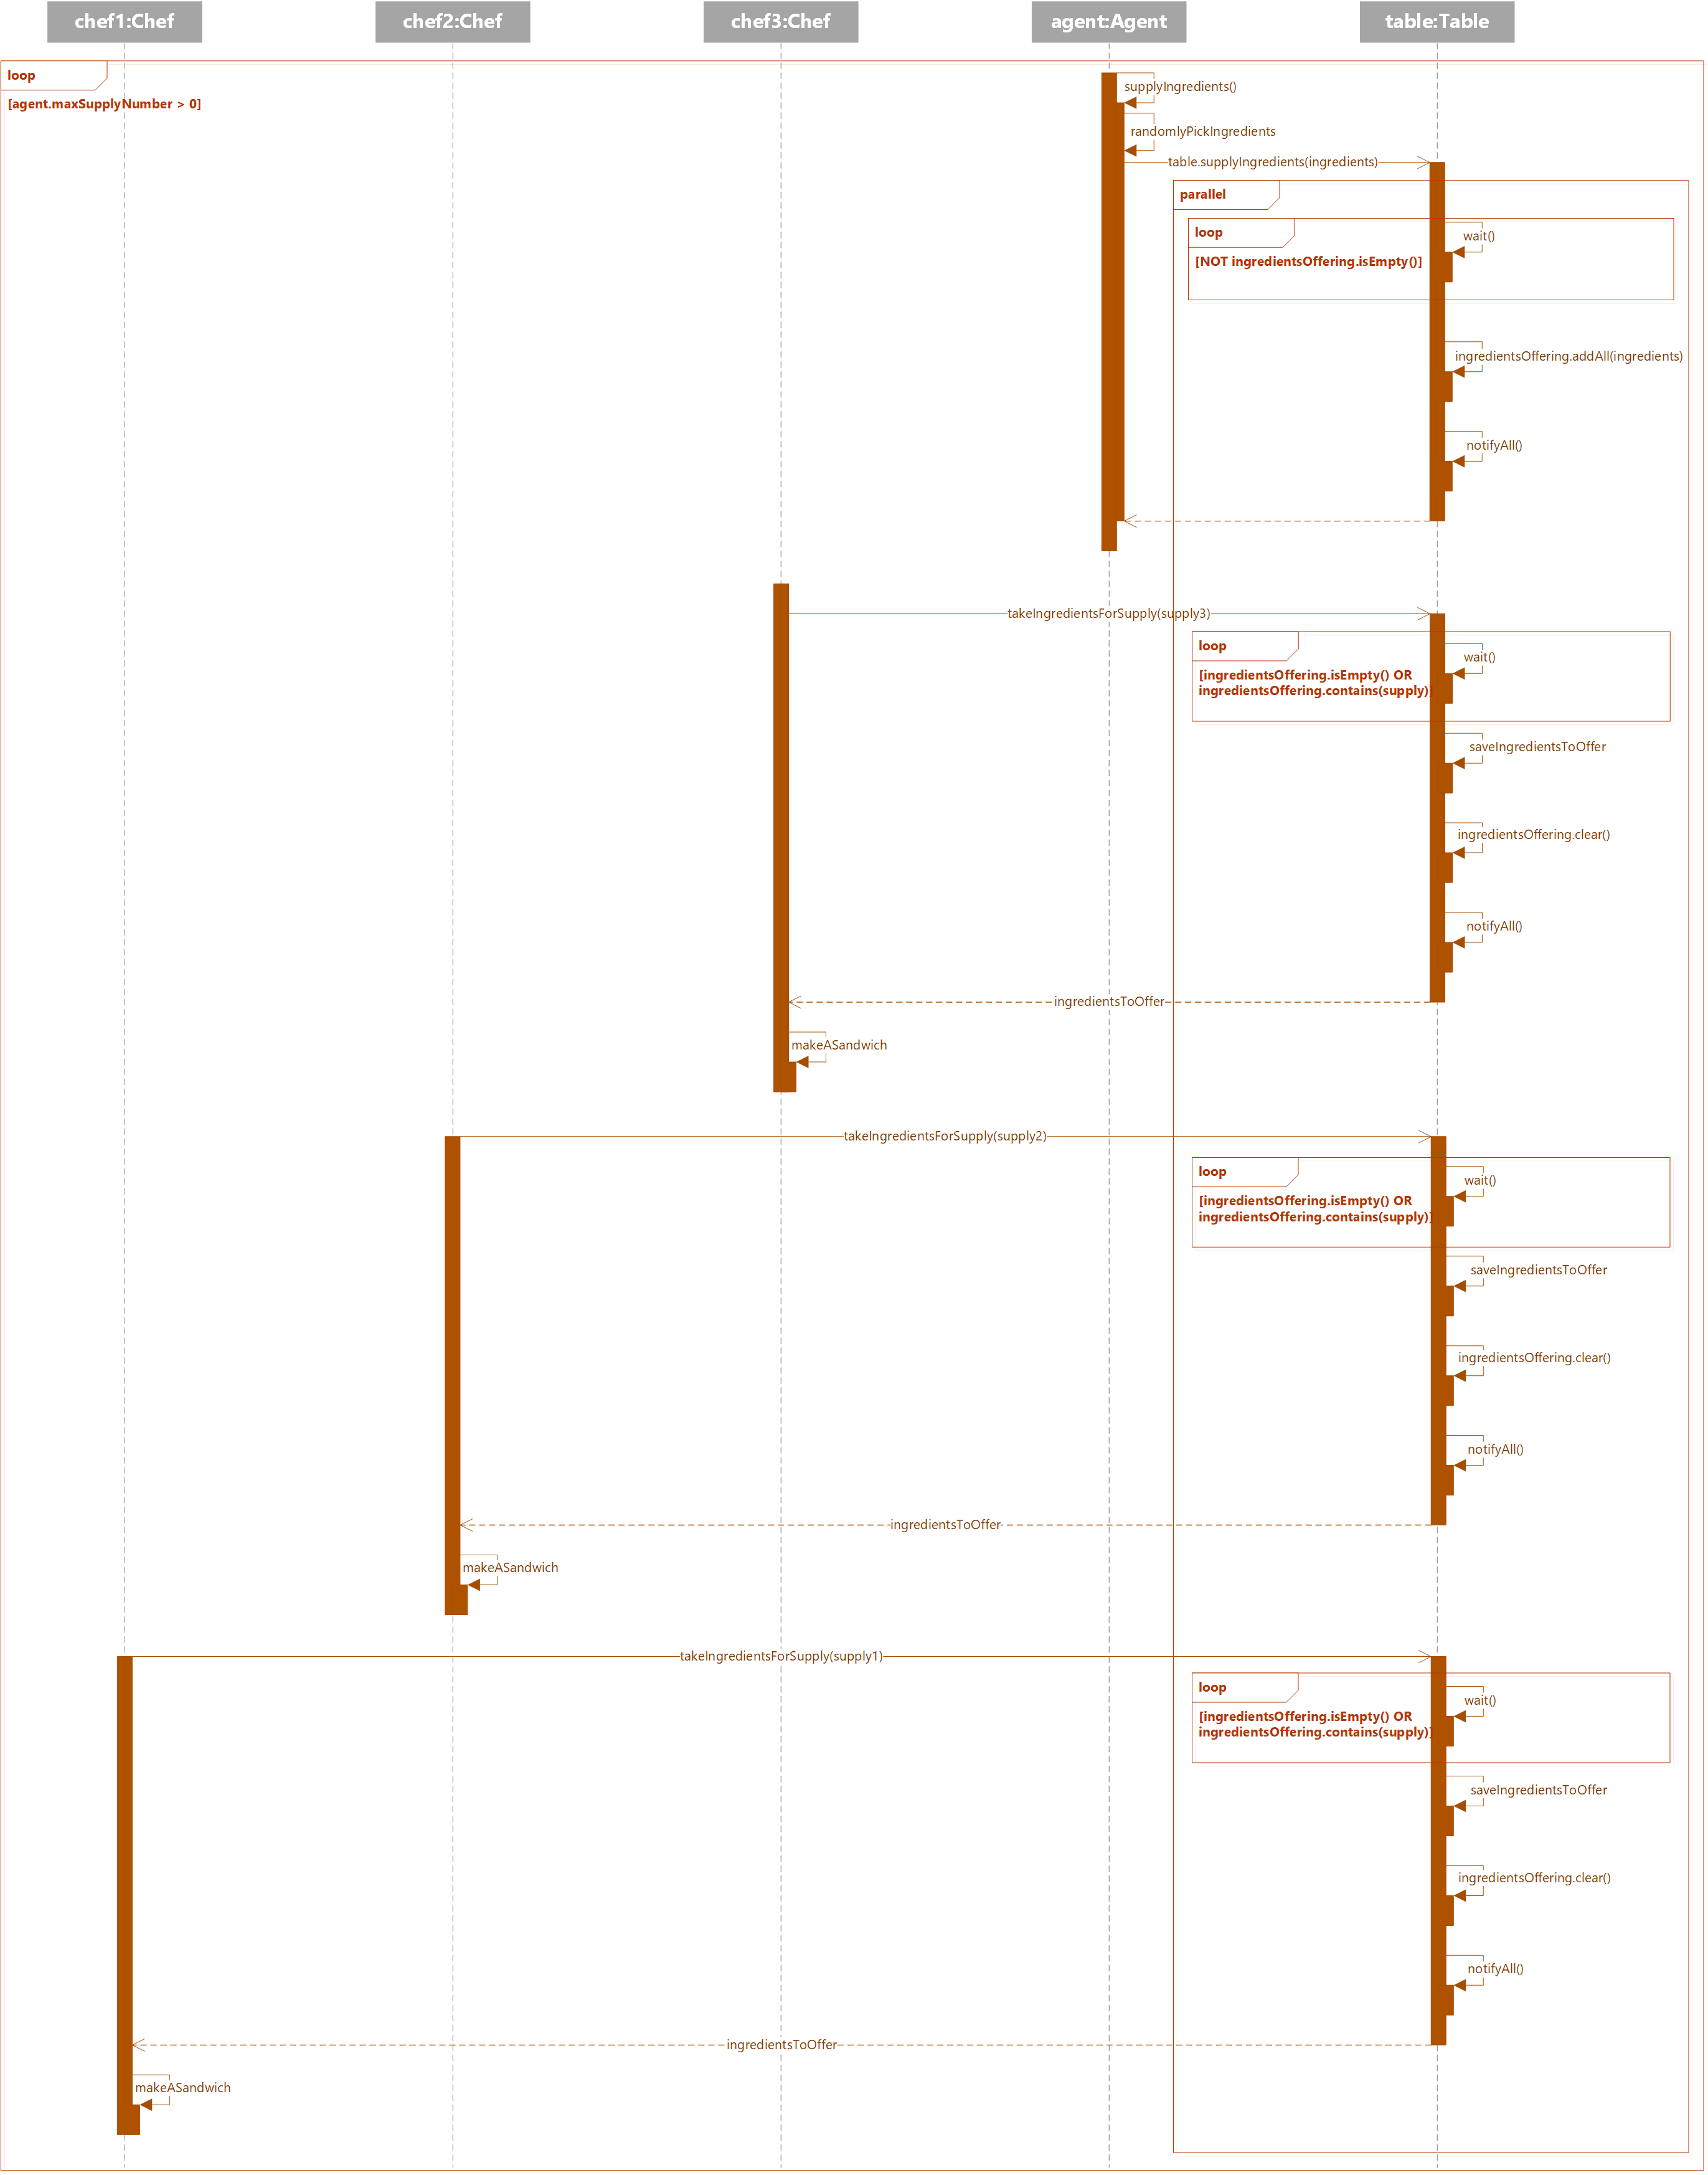 chef1:Chef
chef2:Chef
chef3:Chef
agent:Agent
table:Table
loop
[agent.maxSupplyNumber > 0]
supplyIngredients()
randomlyPickIngredients
table.supplyIngredients(ingredients)
parallel
loop
wait()
[NOT ingredientsOffering.isEmpty()]
ingredientsOffering.addAll(ingredients)
notifyAll()
takeIngredientsForSupply(supply3)
loop
wait()
[ingredientsOffering.isEmpty() OR
ingredientsOffering.contains(supply)]
saveIngredientsToOffer
ingredientsOffering.clear()
notifyAll()
ingredientsToOffer
makeASandwich
takeIngredientsForSupply(supply2)
loop
wait()
[ingredientsOffering.isEmpty() OR
ingredientsOffering.contains(supply)]
saveIngredientsToOffer
ingredientsOffering.clear()
notifyAll()
ingredientsToOffer
makeASandwich
takeIngredientsForSupply(supply1)
loop
wait()
[ingredientsOffering.isEmpty() OR
ingredientsOffering.contains(supply)]
saveIngredientsToOffer
ingredientsOffering.clear()
notifyAll()
ingredientsToOffer
makeASandwich